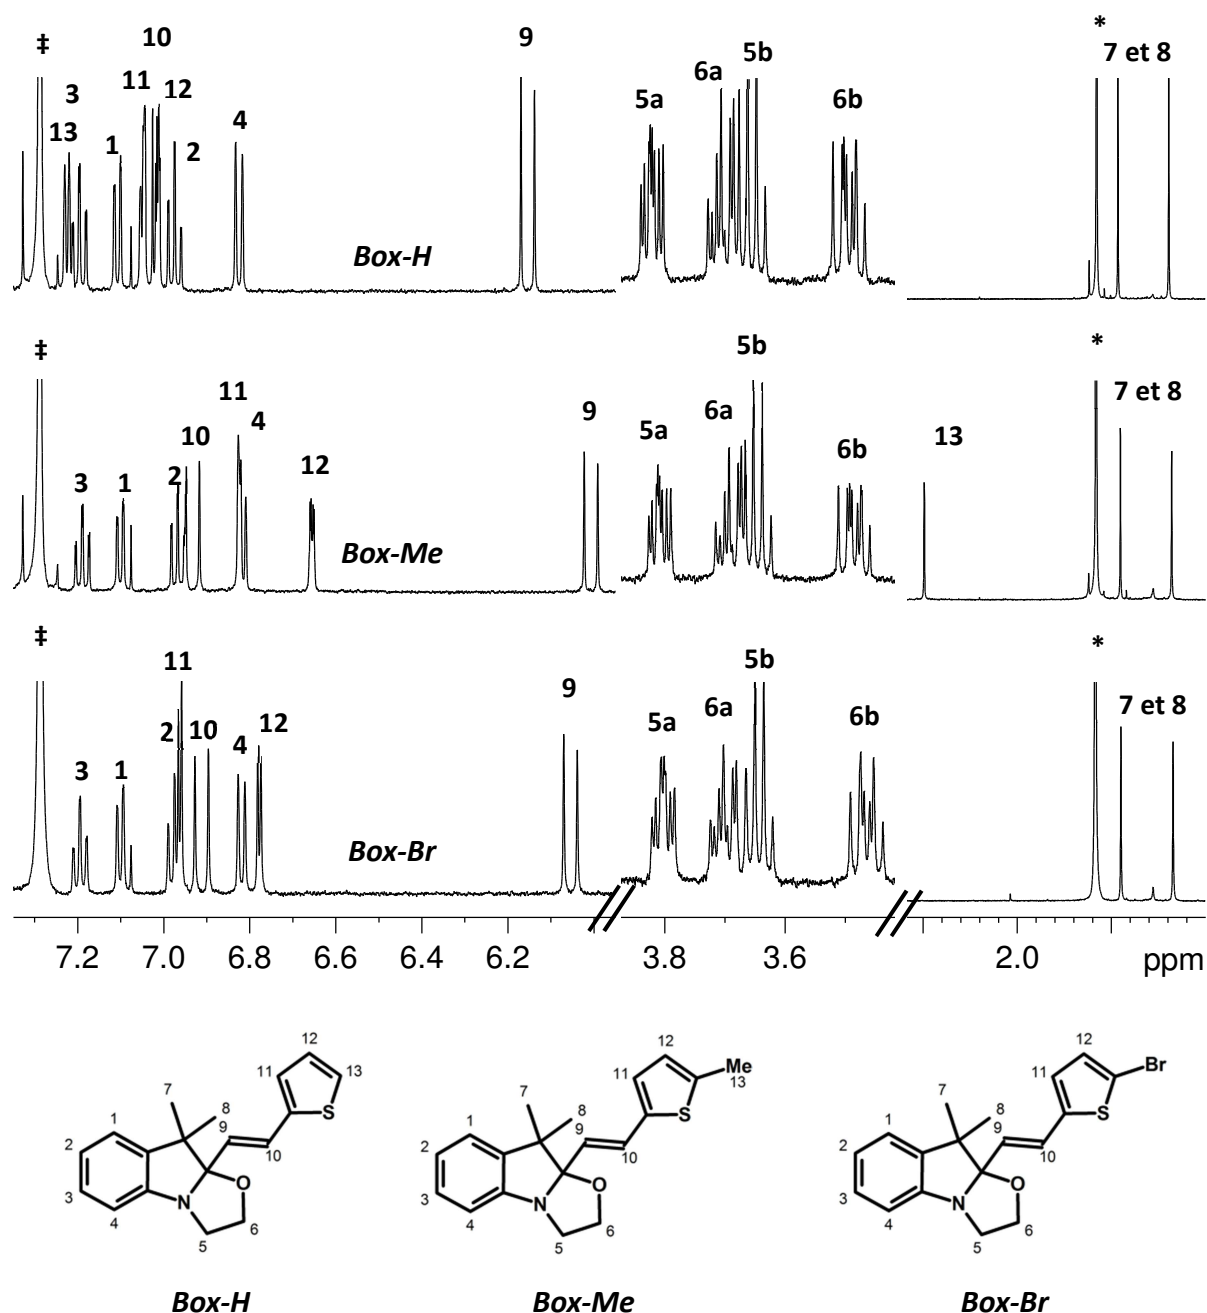 ‡ 13 3 1 11 10 12 2 4 9 5a 6a 5b 6b * 7 et 8
Box-H
‡ 3 1 2 10 11 4 12 9 5a 6a 5b 6b 13 * 7 et 8
Box-Me
‡ 3 1 2 11 10 4 12 9 5a 6a 5b 6b * 7 et 8
Box-Br
7.2 7.0 6.8 6.6 6.4 6.2 3.8 3.6 2.0 ppm
1 2 3 4 5 6 7 8 9 10 11 12 13 S N O
1 2 3 4 5 6 7 8 9 10 11 12 Me 13 S N O
1 2 3 4 5 6 7 8 9 10 11 12 Br S N O
Box-H Box-Me Box-Br